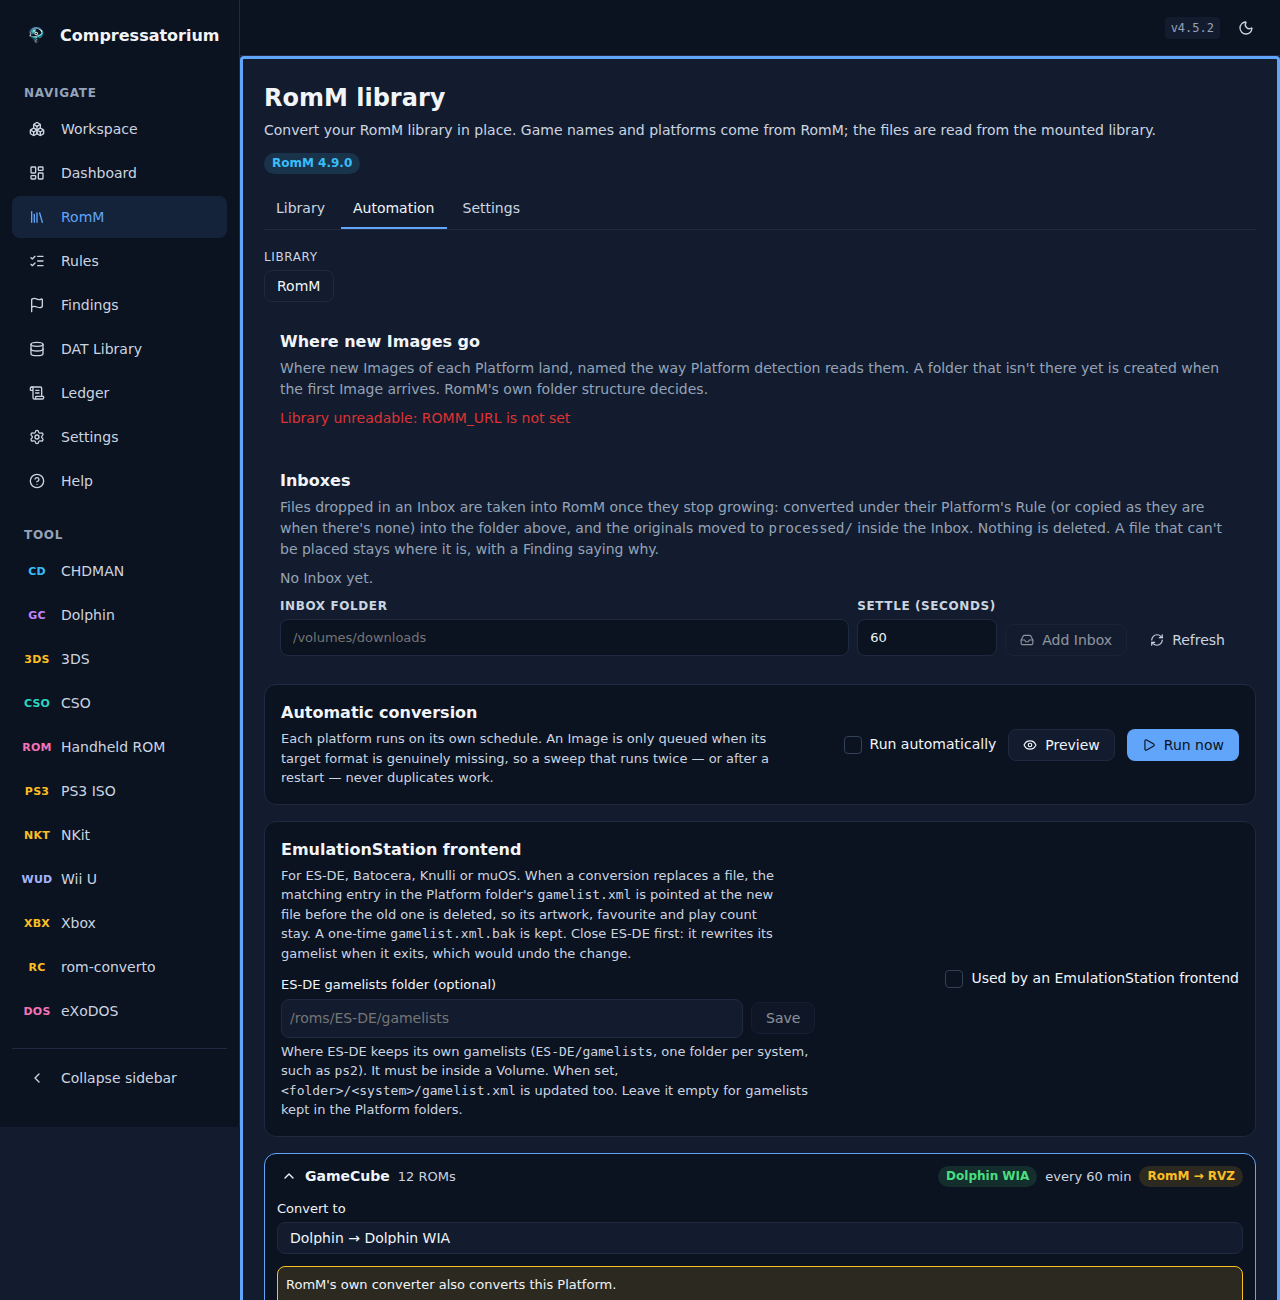 Compressatorium
v4.5.2
NAVIGATE
Workspace
Dashboard
RomM
Rules
Findings
DAT Library
Ledger
Settings
Help
TOOL
CD CHDMAN
GC Dolphin
3DS 3DS
CSO CSO
ROM Handheld ROM
PS3 PS3 ISO
NKT NKit
WUD Wii U
XBX Xbox
RC rom-converto
DOS eXoDOS
Collapse sidebar
RomM library
Convert your RomM library in place. Game names and platforms come from RomM; the files are read from the mounted library.
RomM 4.9.0
Library Automation Settings
LIBRARY
RomM
Where new Images go
Where new Images of each Platform land, named the way Platform detection reads them. A folder that isn't there yet is created when
the first Image arrives. RomM's own folder structure decides.
Library unreadable: ROMM_URL is not set
Inboxes
Files dropped in an Inbox are taken into RomM once they stop growing: converted under their Platform's Rule (or copied as they are
when there's none) into the folder above, and the originals moved to processed/ inside the Inbox. Nothing is deleted. A file that can't
be placed stays where it is, with a Finding saying why.
No Inbox yet.
INBOX FOLDER SETTLE (SECONDS)
/volumes/downloads 60 Add Inbox Refresh
Automatic conversion
Each platform runs on its own schedule. An Image is only queued when its
target format is genuinely missing, so a sweep that runs twice — or after a
restart — never duplicates work.
Run automatically Preview Run now
EmulationStation frontend
For ES-DE, Batocera, Knulli or muOS. When a conversion replaces a file, the
matching entry in the Platform folder's gamelist.xml is pointed at the new
file before the old one is deleted, so its artwork, favourite and play count
stay. A one-time gamelist.xml.bak is kept. Close ES-DE first: it rewrites its
gamelist when it exits, which would undo the change.
Used by an EmulationStation frontend
ES-DE gamelists folder (optional)
/roms/ES-DE/gamelists Save
Where ES-DE keeps its own gamelists (ES-DE/gamelists, one folder per system,
such as ps2). It must be inside a Volume. When set,
<folder>/<system>/gamelist.xml is updated too. Leave it empty for gamelists
kept in the Platform folders.
GameCube 12 ROMs Dolphin WIA every 60 min RomM → RVZ
Convert to
Dolphin → Dolphin WIA
RomM's own converter also converts this Platform.